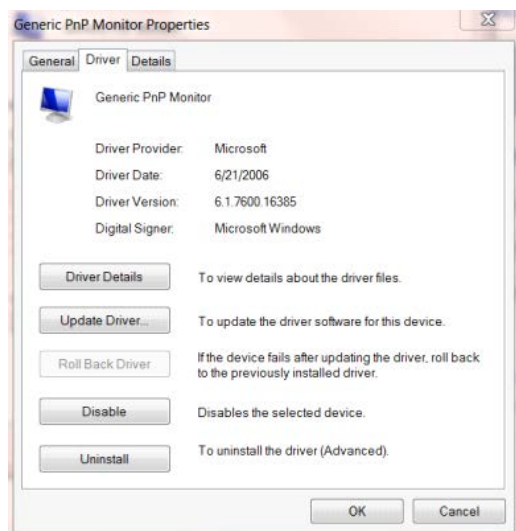 Generic PnP Monitor Properties
General Driver Details
Generic PnP Monitor
Driver Provider: Microsoft
Driver Date: 6/21/2006
Driver Version: 6.1.7600.16385
Digital Signer: Microsoft Windows
Driver Details To view details about the driver files.
Update Driver... To update the driver software for this device.
Roll Back Driver If the device fails after updating the driver, roll back
to the previously installed driver.
Disable Disables the selected device.
Uninstall To uninstall the driver (Advanced).
OK Cancel